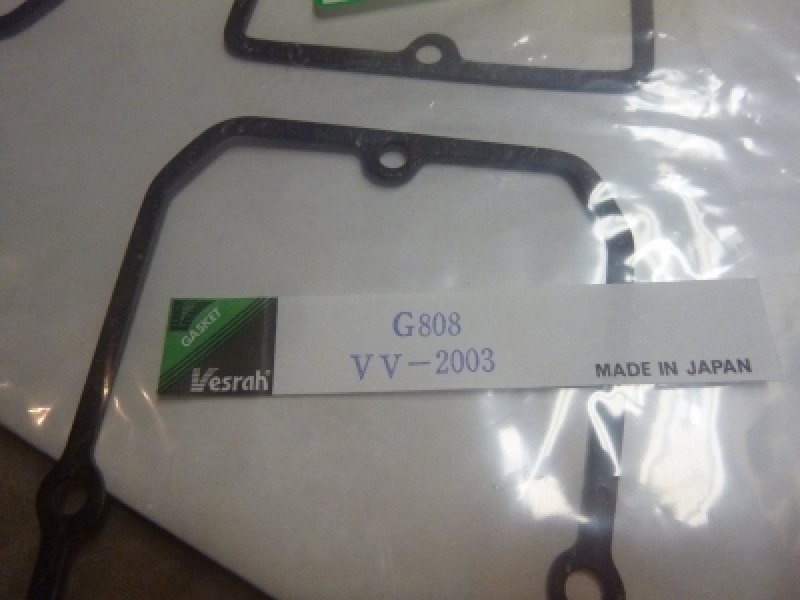 GASKET
Vesrah
G808
VV-2003
MADE IN JAPAN